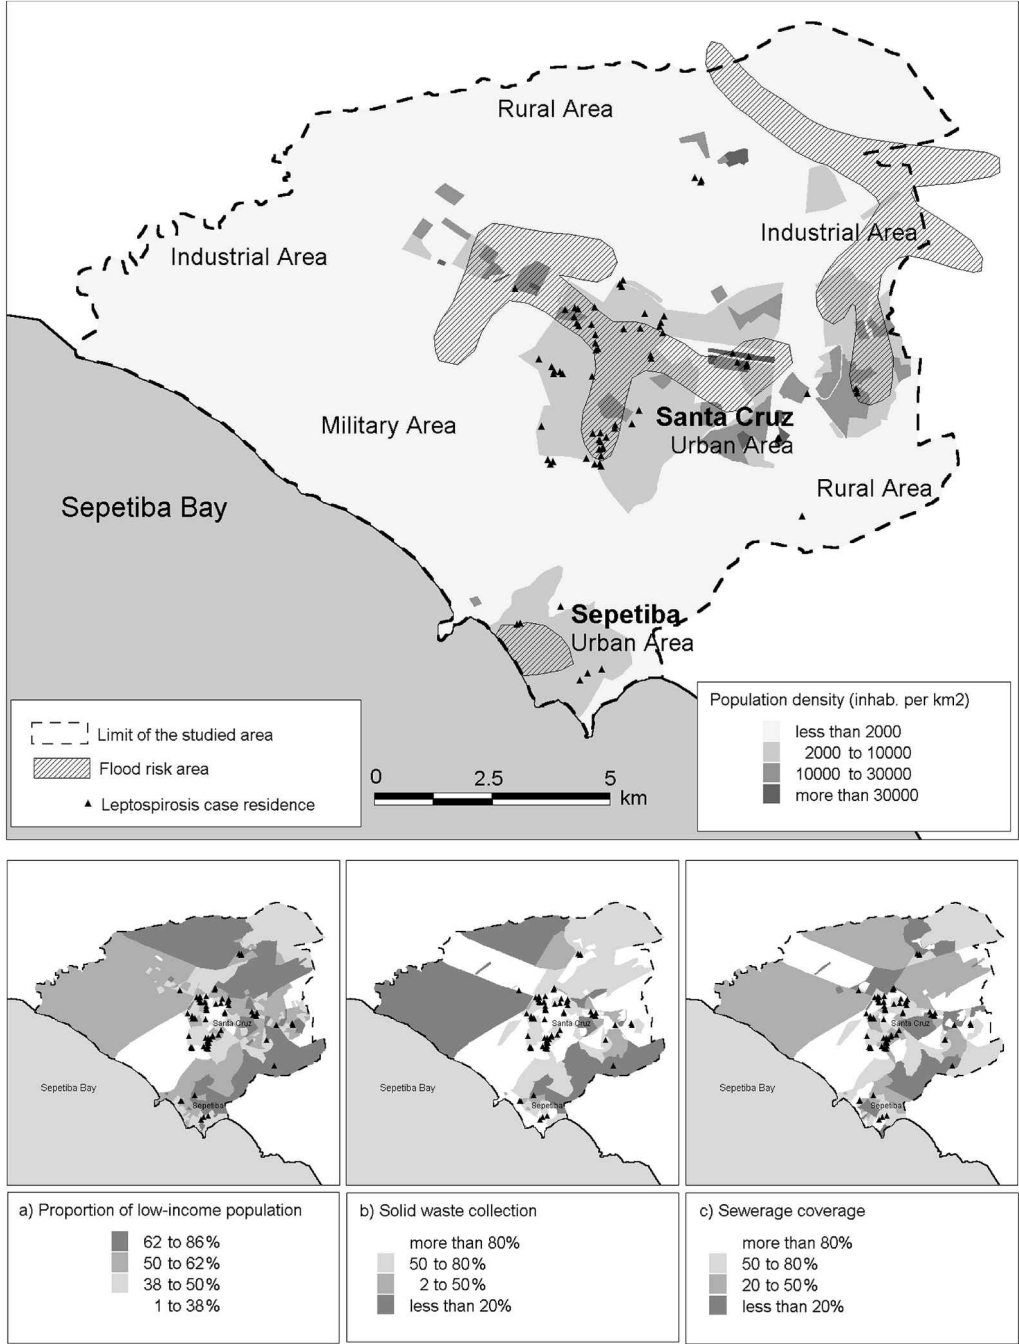 Rural Area
Industrial Area
Industrial Area
Military Area
Santa Cruz
Urban Area
Rural Area
Sepetiba Bay
Sepetiba
Urban Area
Limit of the studied area
Flood risk area
Leptospirosis case residence
0 2.5 5
km
Population density (inhab. per km2)
less than 2000
2000 to 10000
10000 to 30000
more than 30000
Santa Cruz
Sepetiba Bay
Sepetiba
Santa Cruz
Sepetiba Bay
Sepetiba
Santa Cruz
Sepetiba Bay
Sepetiba
a) Proportion of low-income population
62 to 86%
50 to 62%
38 to 50%
1 to 38%
b) Solid waste collection
more than 80%
50 to 80%
2 to 50%
less than 20%
c) Sewerage coverage
more than 80%
50 to 80%
20 to 50%
less than 20%